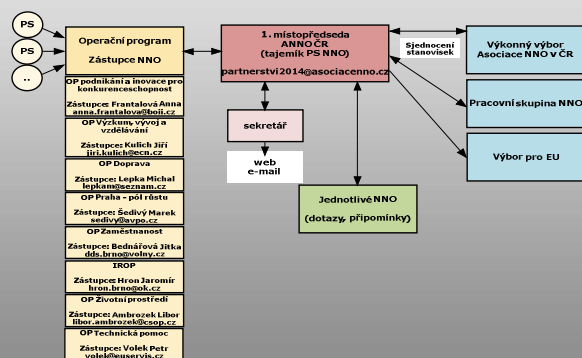 PS
PS
..
Operační program
Zástupce NNO
OP podnikání a inovace pro
konkurenceschopnost
Zástupce: Frantalová Anna
anna.frantalova@boii.cz
OP Výzkum, vývoj a
vzdělávání
Zástupce: Kulich Jiří
jiri.kulich@ecn.cz
OP Doprava
Zástupce: Lepka Michal
lepkam@seznam.cz
OP Praha – pól růstu
Zástupce: Šedivý Marek
sedivy@avpo.cz
OP Zaměstnanost
Zástupce: Bednářová Jitka
dds.brno@volny.cz
IROP
Zástupce: Hron Jaromír
hron.brno@ok.cz
OP Životní prostředí
Zástupce: Ambrozek Libor
libor.ambrozek@csop.cz
OP Technická pomoc
Zástupce: Volek Petr
volek@euservis.cz
1. místopředseda
ANNO ČR
(tajemík PS NNO)
partnerstvi2014@asociacenno.cz
sekretář
web
e-mail
Jednotlivé NNO
(dotazy, připomínky)
Sjednocení
stanovisek
Výkonný výbor
Asociace NNO v ČR
Pracovní skupina NNO
Výbor pro EU